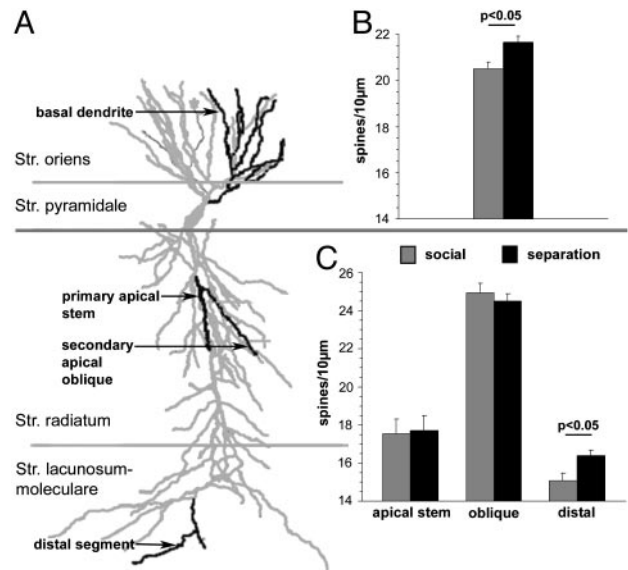 A
basal dendrite
Str. oriens
Str. pyramidale
primary apical
stem
secondary
apical
oblique
Str. radiatum
Str. lacunosum-
moleculare
distal segment
B
p<0.05
spines/10µm
22
20
18
16
14
C
social
separation
spines/10µm
26
24
22
20
18
16
14
p<0.05
apical stem
oblique
distal